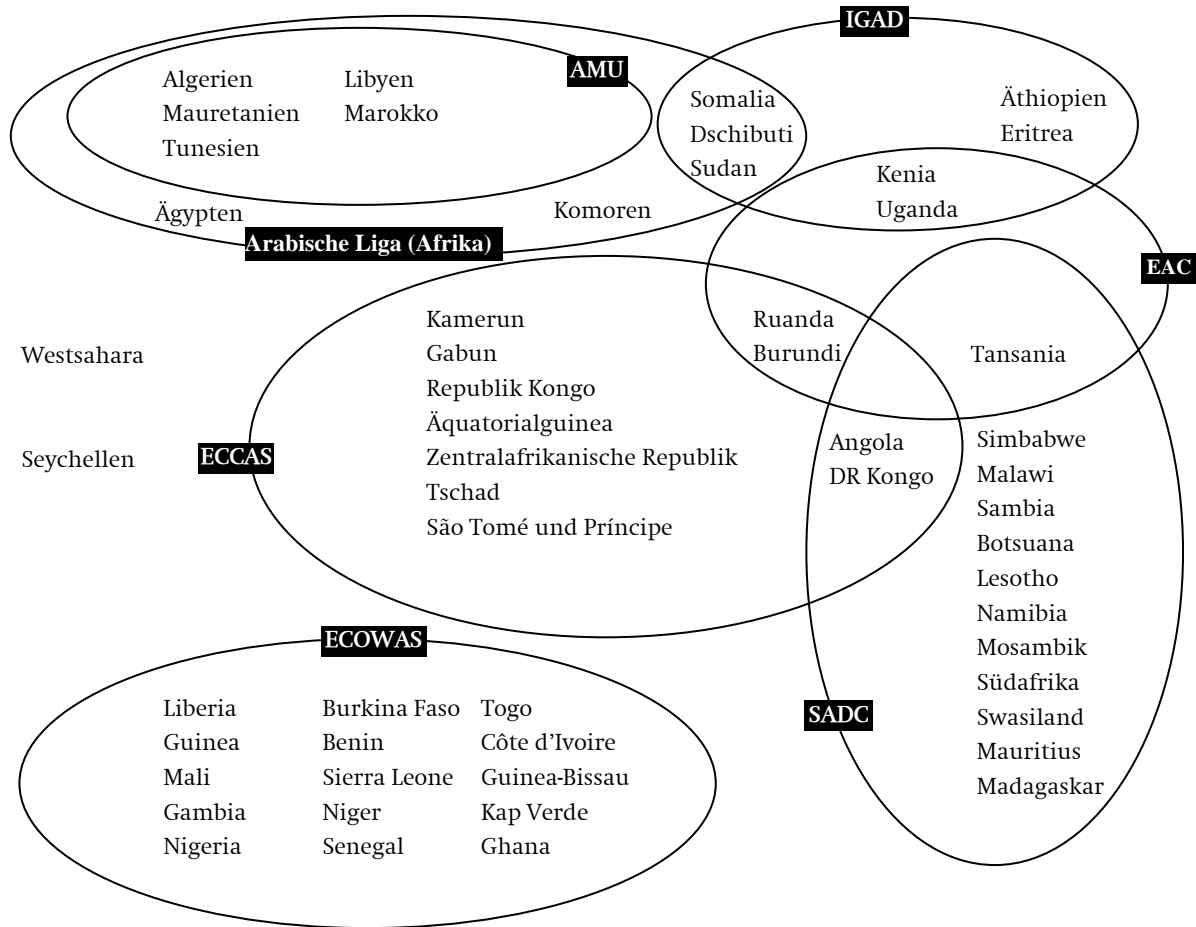 IGAD
AMU
Algerien
Mauretanien
Tunesien
Libyen
Marokko
Somalia
Dschibuti
Sudan
Äthiopien
Eritrea
Kenia
Uganda
Ägypten
Komoren
Arabische Liga (Afrika)
EAC
Westsahara
Seychellen
ECCAS
Kamerun
Gabun
Republik Kongo
Äquatorialguinea
Zentralafrikanische Republik
Tschad
São Tomé und Príncipe
Ruanda
Burundi
Tansania
Angola
DR Kongo
Simbabwe
Malawi
Sambia
Botsuana
Lesotho
Namibia
Mosambik
Südafrika
Swasiland
Mauritius
Madagaskar
SADC
ECOWAS
Liberia
Guinea
Mali
Gambia
Nigeria
Burkina Faso
Benin
Sierra Leone
Niger
Senegal
Togo
Côte d’Ivoire
Guinea-Bissau
Kap Verde
Ghana